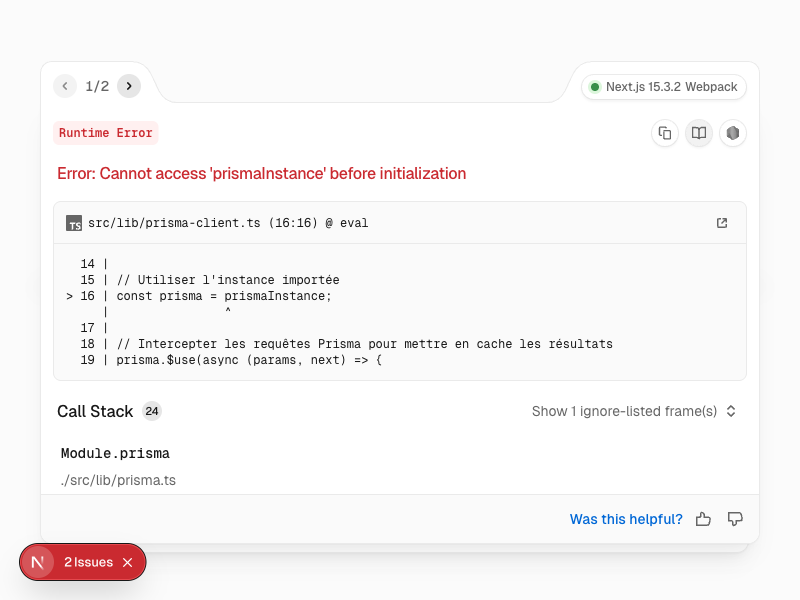 1/2
Next.js 15.3.2 Webpack
Runtime Error
Error: Cannot access 'prismaInstance' before initialization
TS src/lib/prisma-client.ts (16:16) @ eval
14 |
15 | // Utiliser l'instance importée
> 16 | const prisma = prismaInstance;
| ^
17 |
18 | // Intercepter les requêtes Prisma pour mettre en cache les résultats
19 | prisma.$use(async (params, next) => {
Call Stack 24
Show 1 ignore-listed frame(s)
Module.prisma
./src/lib/prisma.ts
Was this helpful?
N 2 Issues